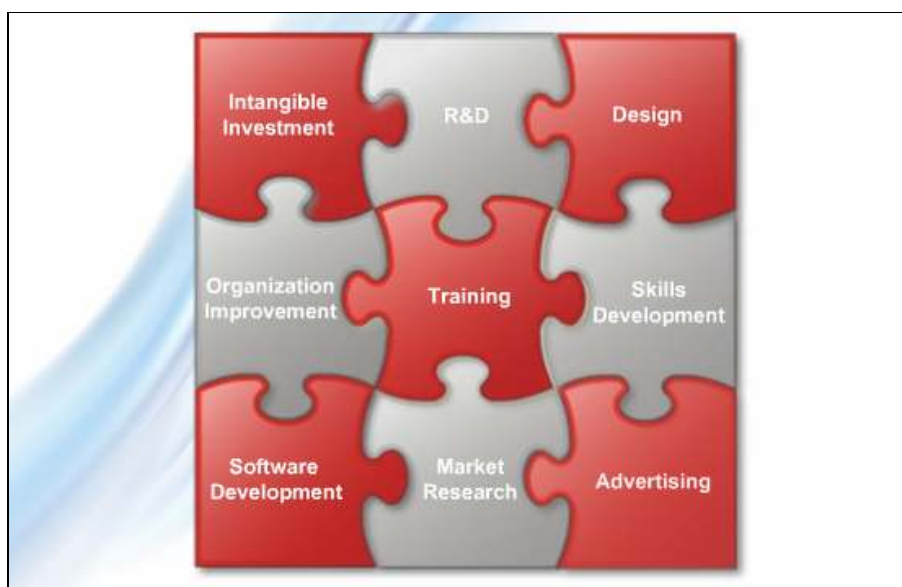 Intangible
Investment
R&D
Design
Organization
Improvement
Training
Skills
Development
Software
Development
Market
Research
Advertising